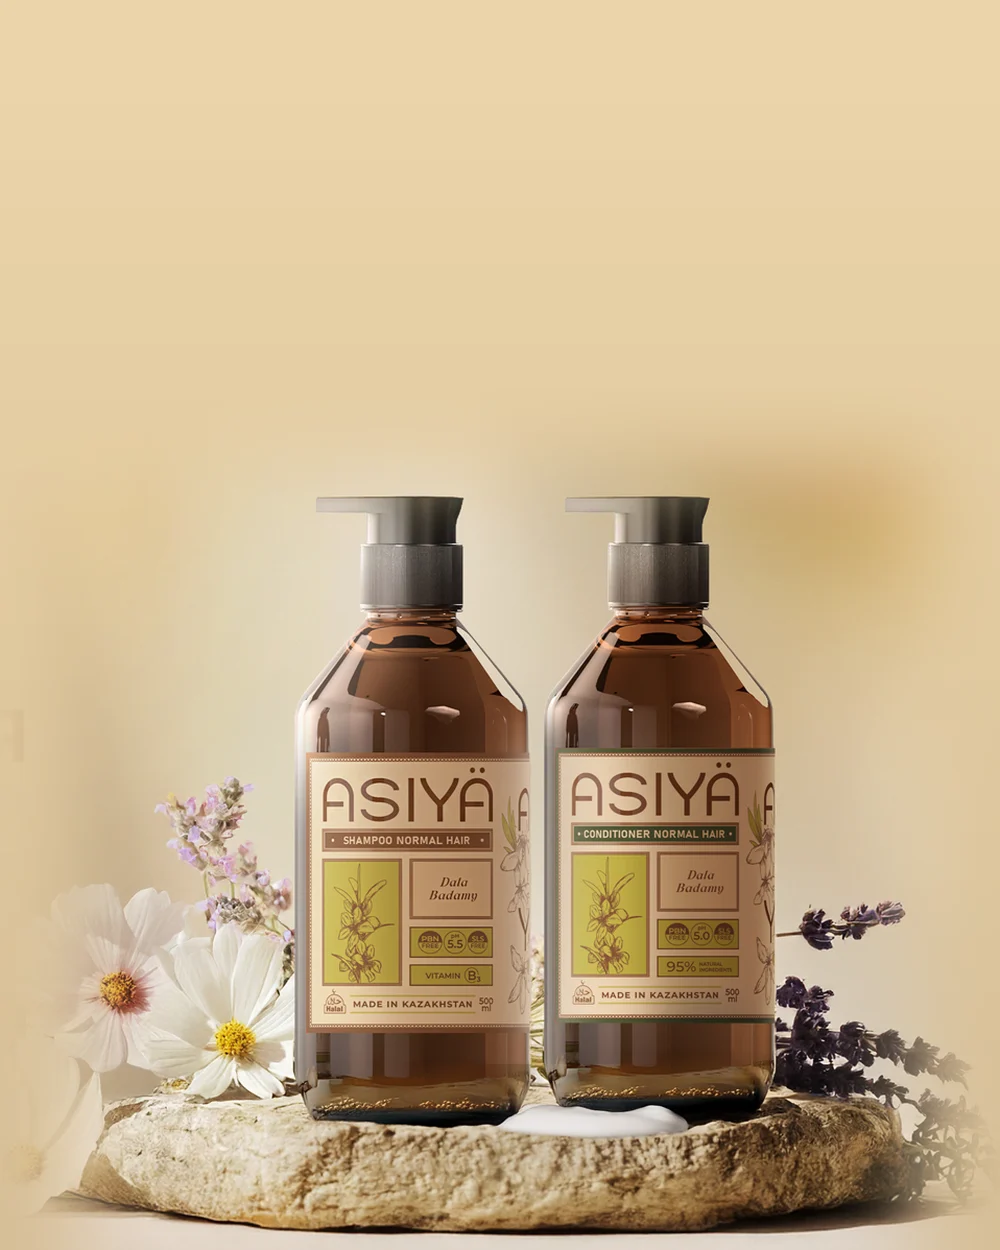 ASIYÄ
• SHAMPOO NORMAL HAIR •
Dala
Badamy
PBN
FREE
pH
5.5
SLS
FREE
VITAMIN B3
Halal
MADE IN KAZAKHSTAN
500
ml
ASIYÄ
• CONDITIONER NORMAL HAIR •
Dala
Badamy
PBN
FREE
pH
5.0
SLS
FREE
95% NATURAL
INGREDIENTS
Halal
MADE IN KAZAKHSTAN
500
ml